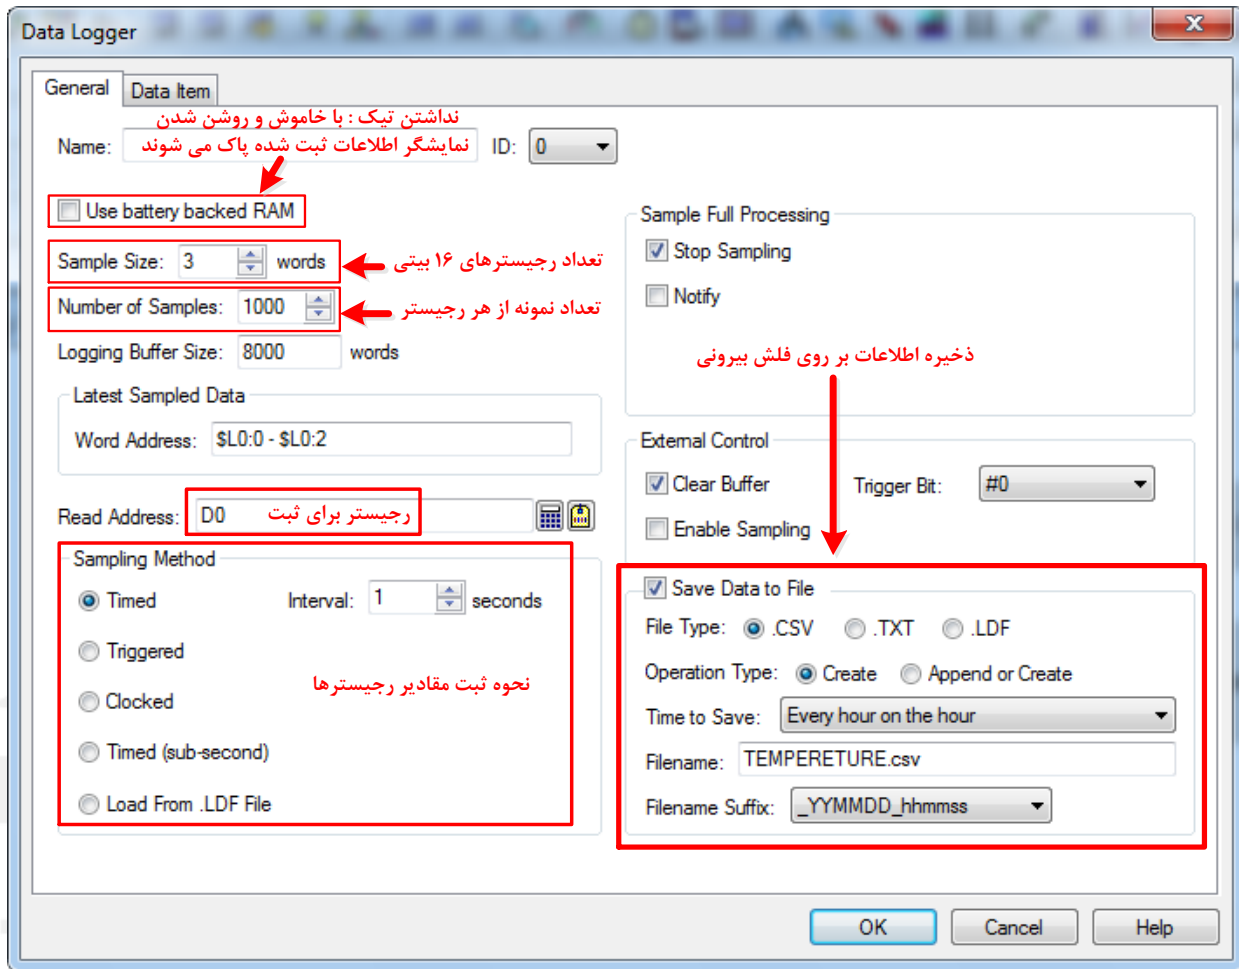 Data Logger
General
Data Item
نداشتن تیک : با خاموش و روشن شدن
نمایشگر اطلاعات ثبت شده پاک می شوند
Name:
ID: 0
Use battery backed RAM
Sample Size: 3 words
تعداد رجیسترهای ۱۶ بیتی
Number of Samples: 1000
تعداد نمونه از هر رجیستر
Logging Buffer Size: 8000 words
Latest Sampled Data
Word Address: $L0:0 - $L0:2
Read Address: D0
رجیستر برای ثبت
Sampling Method
Timed
Interval: 1 seconds
Triggered
نحوه ثبت مقادیر رجیسترها
Clocked
Timed (sub-second)
Load From .LDF File
Sample Full Processing
Stop Sampling
Notify
ذخیره اطلاعات بر روی فلش بیرونی
External Control
Clear Buffer
Trigger Bit: #0
Enable Sampling
Save Data to File
File Type: .CSV .TXT .LDF
Operation Type: Create Append or Create
Time to Save: Every hour on the hour
Filename: TEMPERETURE.csv
Filename Suffix: _YYMMDD_hhmmss
OK
Cancel
Help